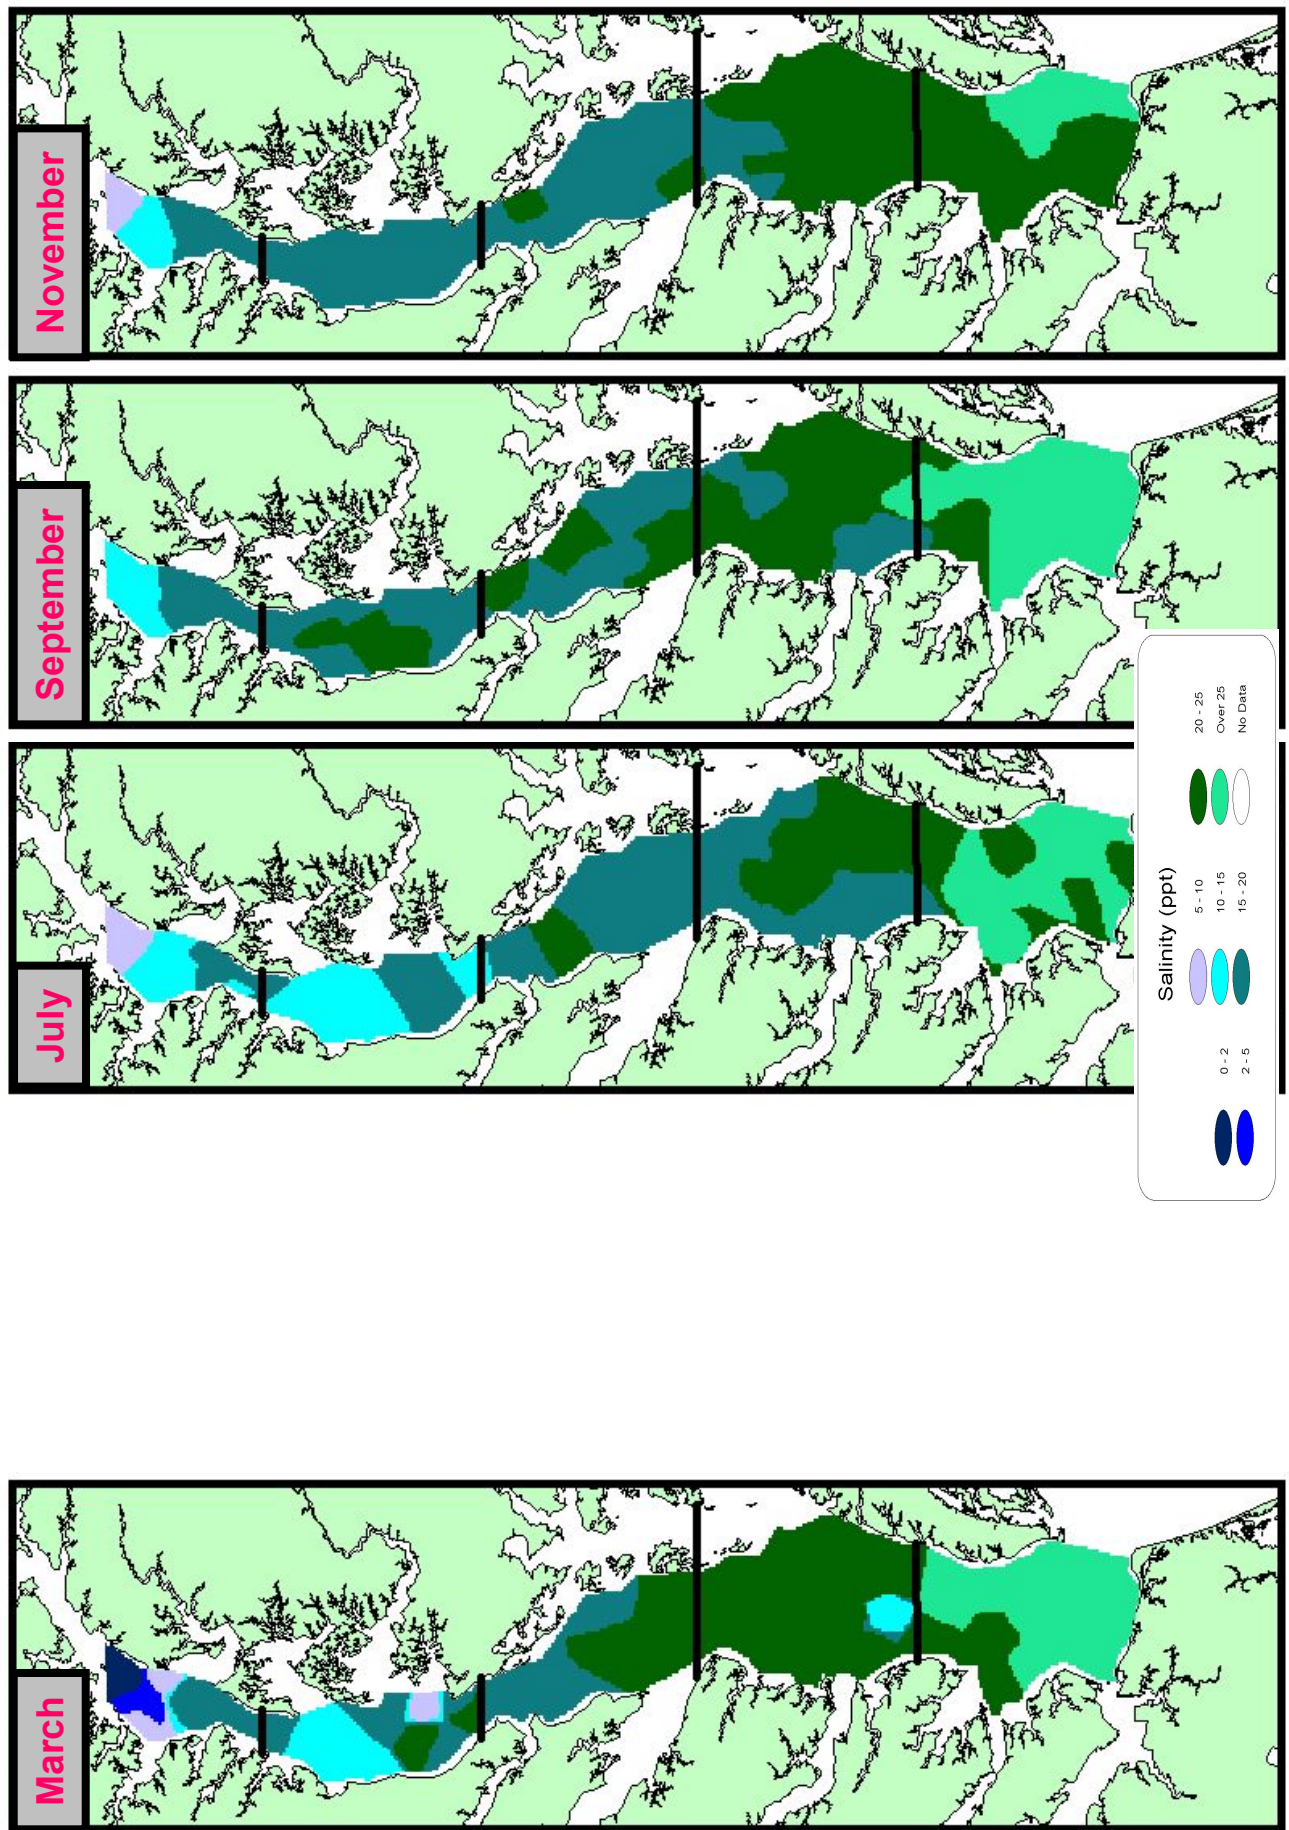 March
July
September
November
Salinity (ppt)
0 - 2
2 - 5
5 - 10
10 - 15
15 - 20
20 - 25
Over 25
No Data